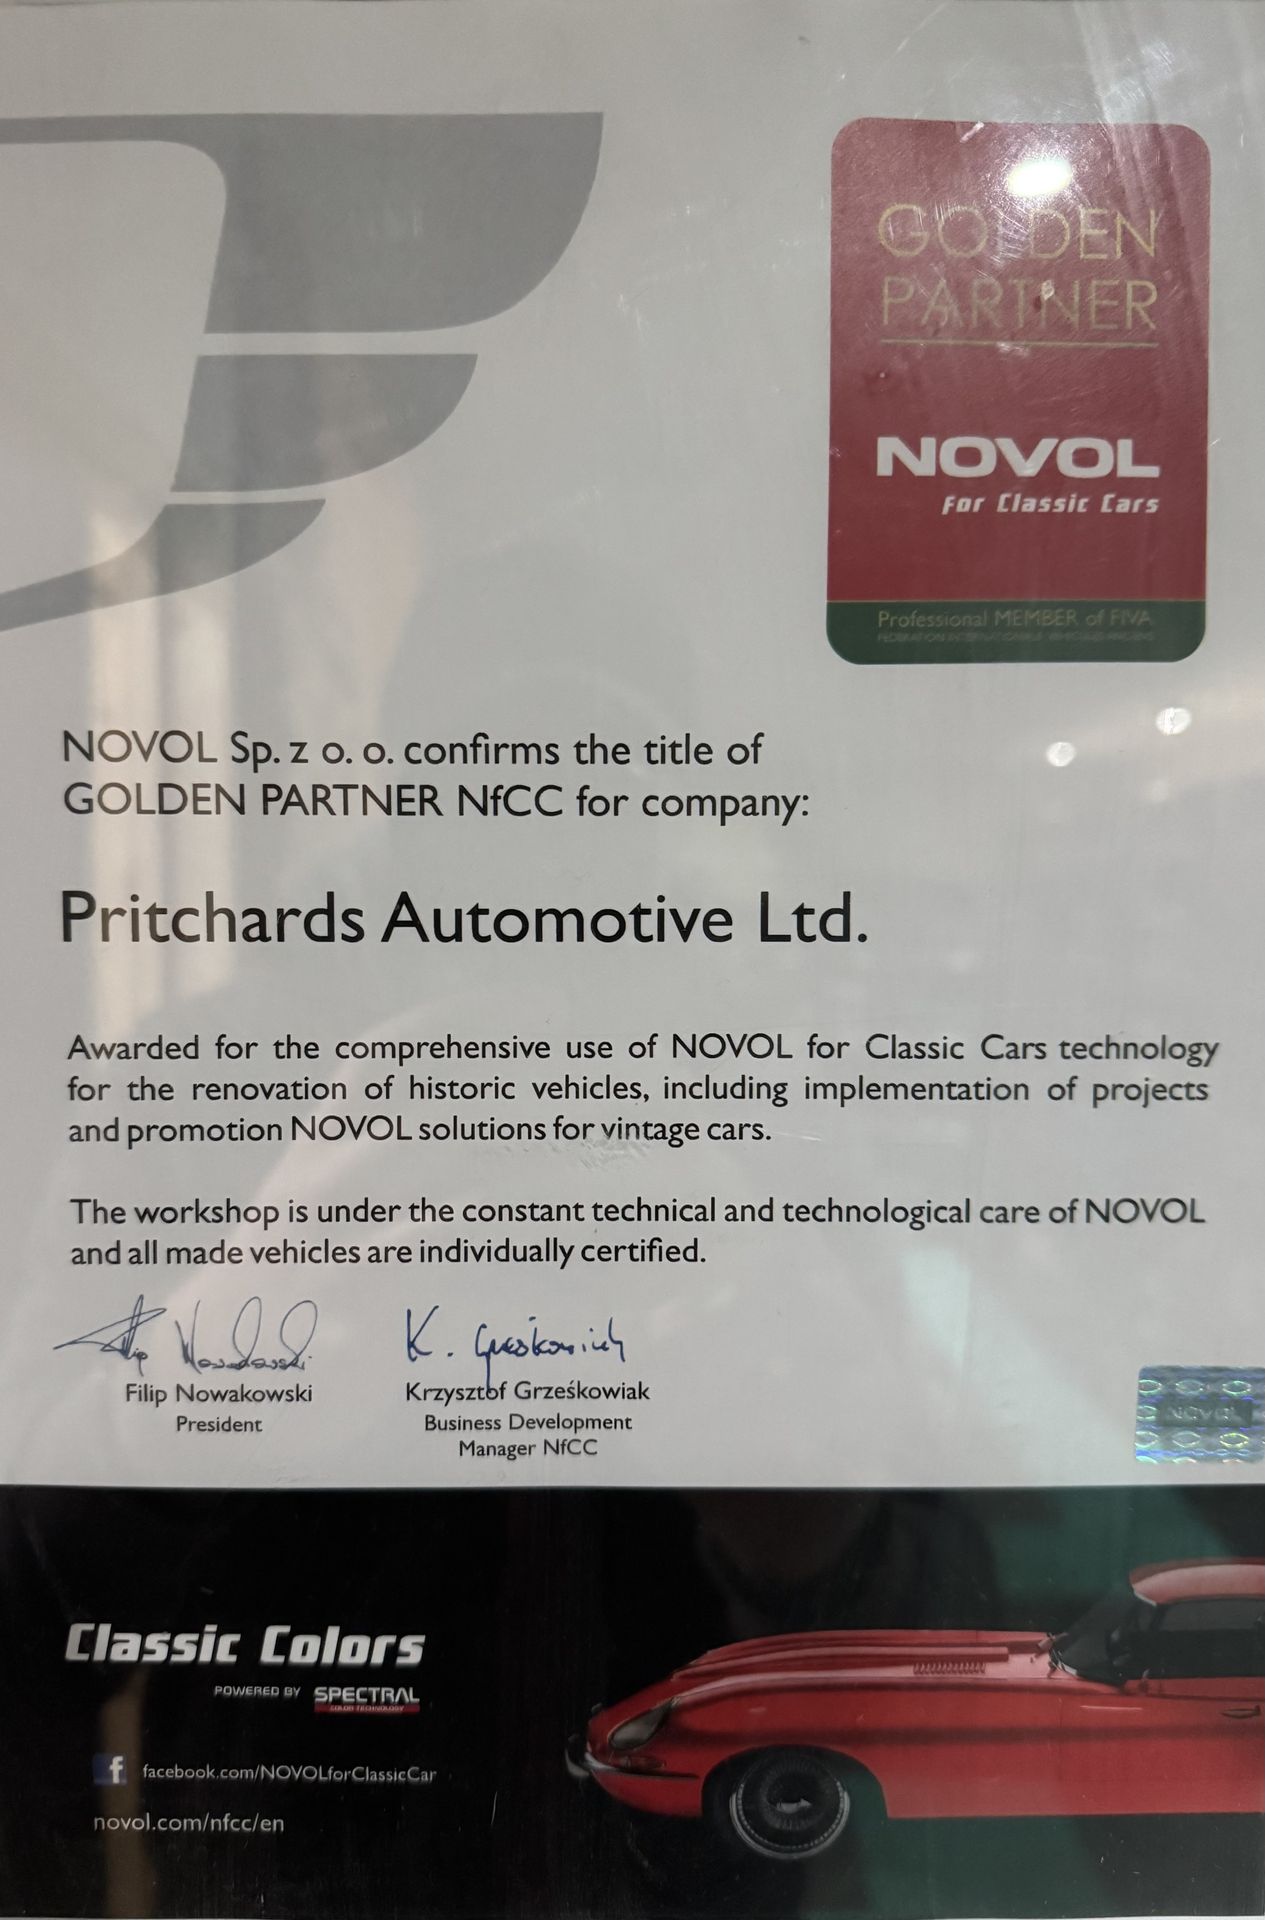 GOLDEN
PARTNER
NOVOL
for Classic Cars
Professional MEMBER of FIVA
NOVOL Sp. z o. o. confirms the title of
GOLDEN PARTNER NfCC for company:
Pritchards Automotive Ltd.
Awarded for the comprehensive use of NOVOL for Classic Cars technology
for the renovation of historic vehicles, including implementation of projects
and promotion NOVOL solutions for vintage cars.
The workshop is under the constant technical and technological care of NOVOL
and all made vehicles are individually certified.
Filip Nowakowski
President
K. Grześkowiak
Krzysztof Grześkowiak
Business Development
Manager NfCC
NOVOL
Classic Colors
POWERED BY SPECTRAL
COLOR TECHNOLOGY
f facebook.com/NOVOLforClassicCar
novol.com/nfcc/en